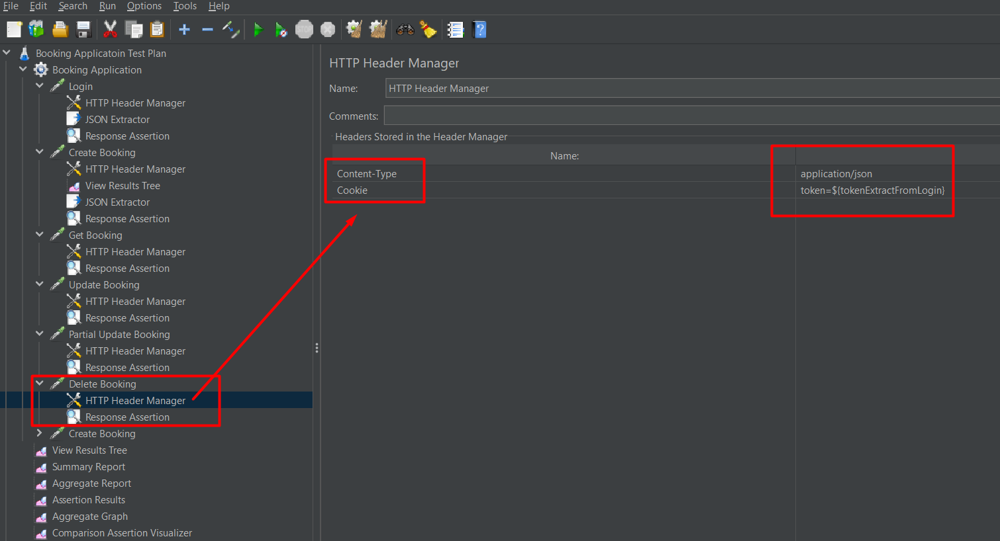 File Edit Search Run Options Tools Help
STOP
Booking Applicatoin Test Plan
Booking Application
Login
HTTP Header Manager
JSON Extractor
Response Assertion
Create Booking
HTTP Header Manager
View Results Tree
JSON Extractor
Response Assertion
Get Booking
HTTP Header Manager
Response Assertion
Update Booking
HTTP Header Manager
Response Assertion
Partial Update Booking
HTTP Header Manager
Response Assertion
Delete Booking
HTTP Header Manager
Response Assertion
Create Booking
View Results Tree
Summary Report
Aggregate Report
Assertion Results
Aggregate Graph
Comparison Assertion Visualizer
HTTP Header Manager
Name: HTTP Header Manager
Comments:
Headers Stored in the Header Manager
Name:
Content-Type application/json
Cookie token=${tokenExtractFromLogin}